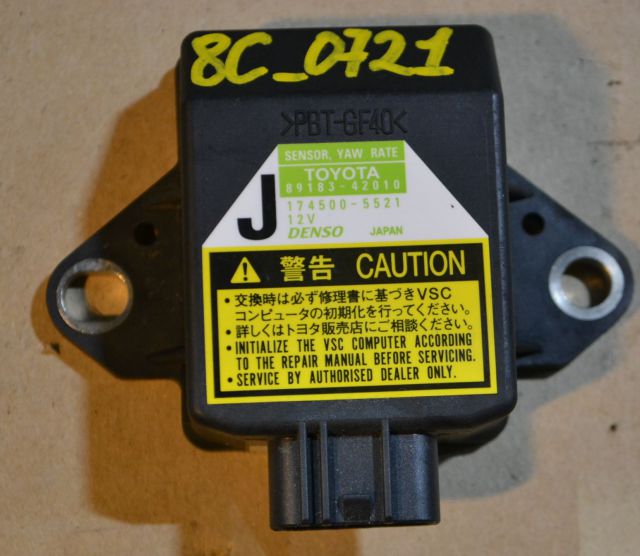 8C_0721
>PBT-GF40<
SENSOR, YAW RATE
TOYOTA
89183-42010
J
174500-5521
12V
DENSO JAPAN
警告 CAUTION
・交換時は必ず修理書に基づきVSC
コンピュータの初期化を行ってください。
・詳しくはトヨタ販売店にご相談ください。
・INITIALIZE THE VSC COMPUTER ACCORDING
TO THE REPAIR MANUAL BEFORE SERVICING.
・SERVICE BY AUTHORISED DEALER ONLY.